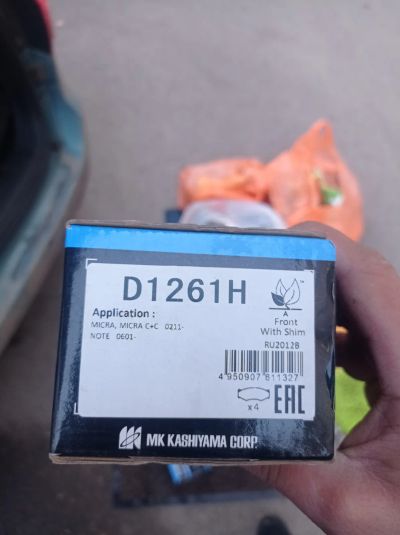 D1261H
Application :
MICRA, MICRA C+C 0211-
NOTE 0601-
A
Front
With Shim
RU2012B
4 950907 611327
x4
EAC
MK KASHIYAMA CORP.